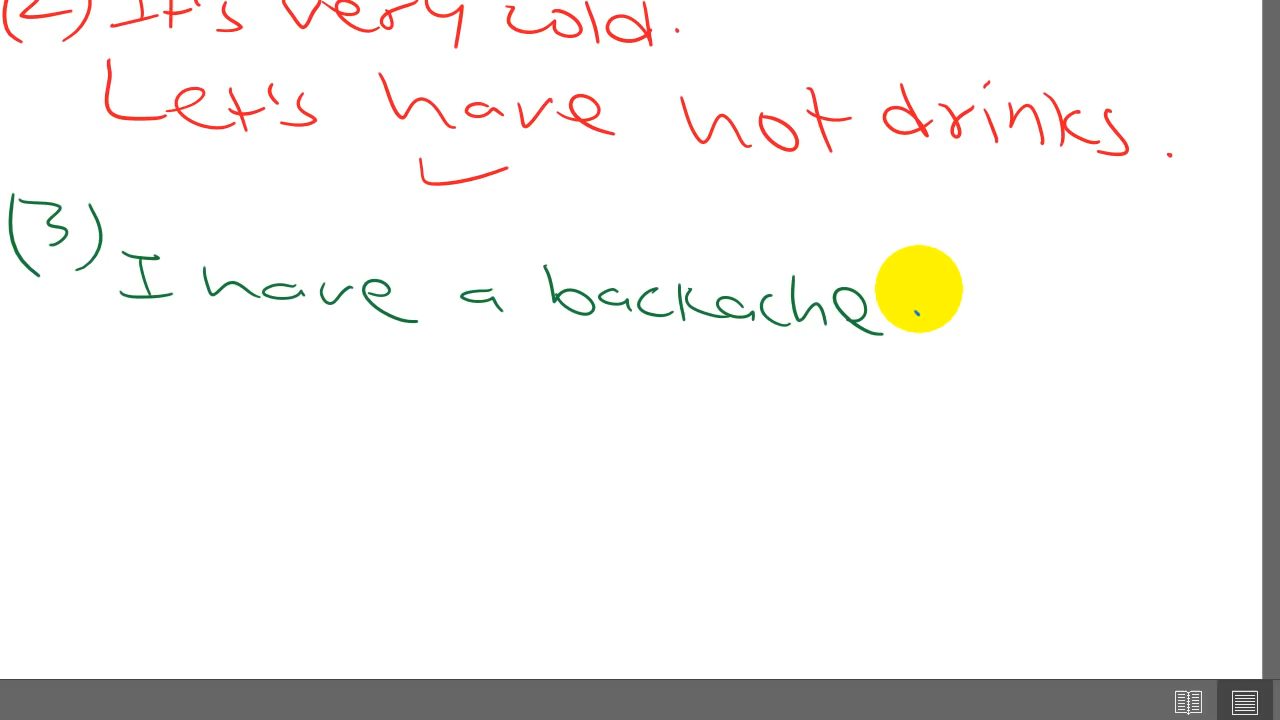 (2) It's very cold.
Let's have hot drinks.
(3)
I have a backache.